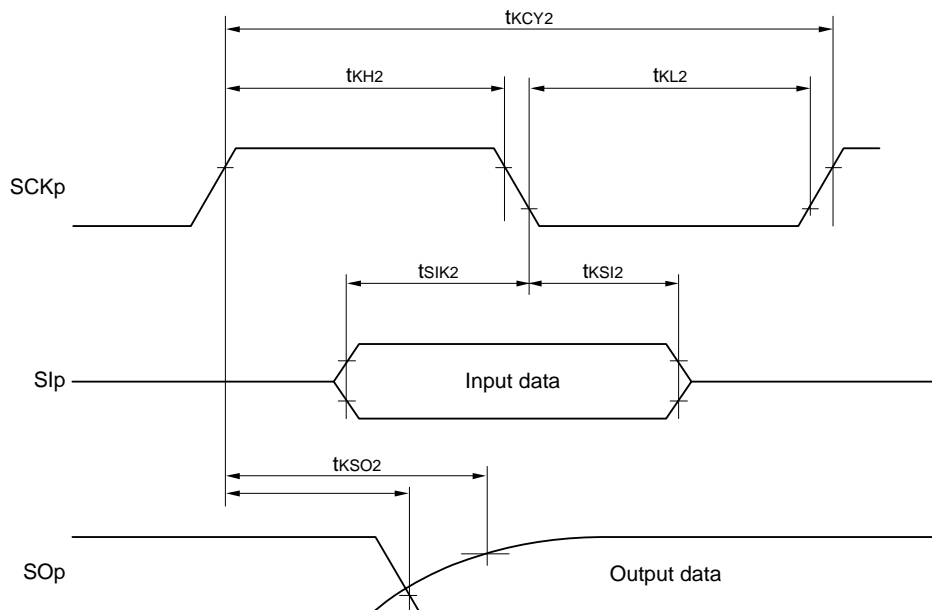 tKCY2
tKH2
tKL2
SCKp
tSIK2
tKSI2
SIp
Input data
tKSO2
SOp
Output data